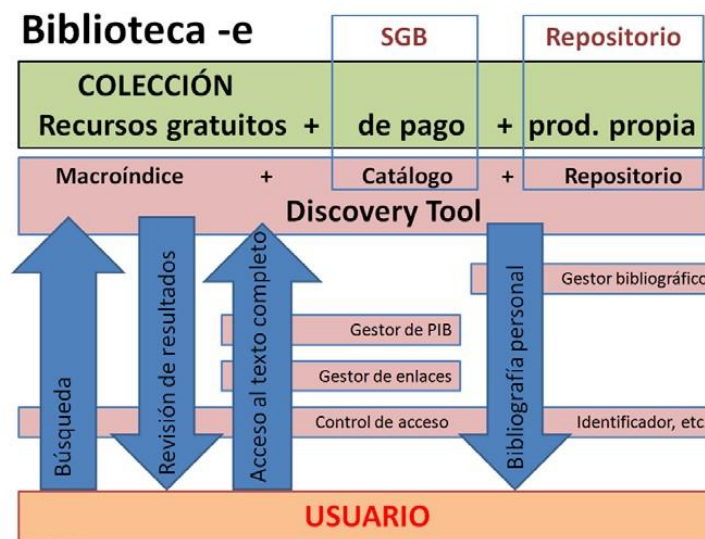 Biblioteca -e
SGB
Repositorio
COLECCIÓN
Recursos gratuitos + de pago + prod. propia
Macroíndice + Catálogo + Repositorio
Discovery Tool
Búsqueda
Revisión de resultados
Acceso al texto completo
Bibliografía personal
Gestor bibliográfico
Gestor de PIB
Gestor de enlaces
Control de acceso
Identificador, etc
USUARIO